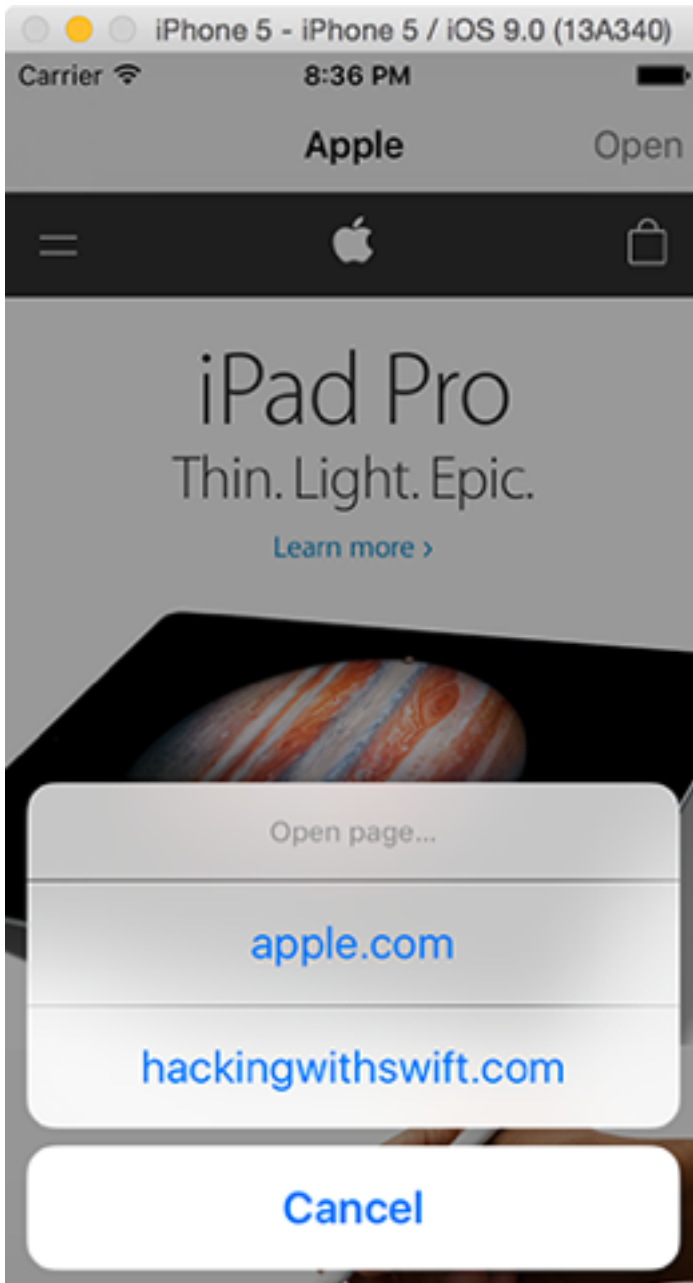 iPhone 5 - iPhone 5 / iOS 9.0 (13A340)
Carrier 8:36 PM
Apple Open
iPad Pro
Thin. Light. Epic.
Learn more >
Open page...
apple.com
hackingwithswift.com
Cancel